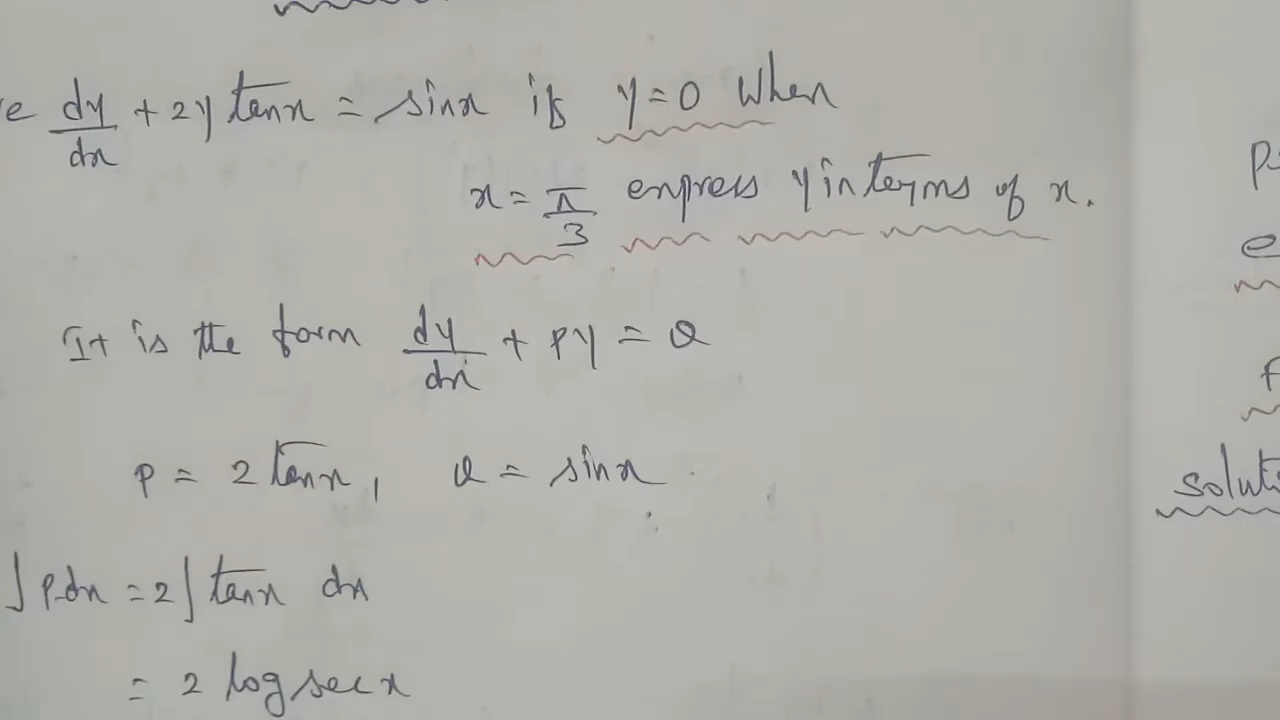 e dy/dx + 2y tanx = sinx if y=0 when
x = π/3 express y in terms of x.
It is the form dy/dx + Py = Q
P = 2 tanx, Q = sinx
∫P.dx = 2∫tanx dx
= 2 log secx
P
e
f
soluti